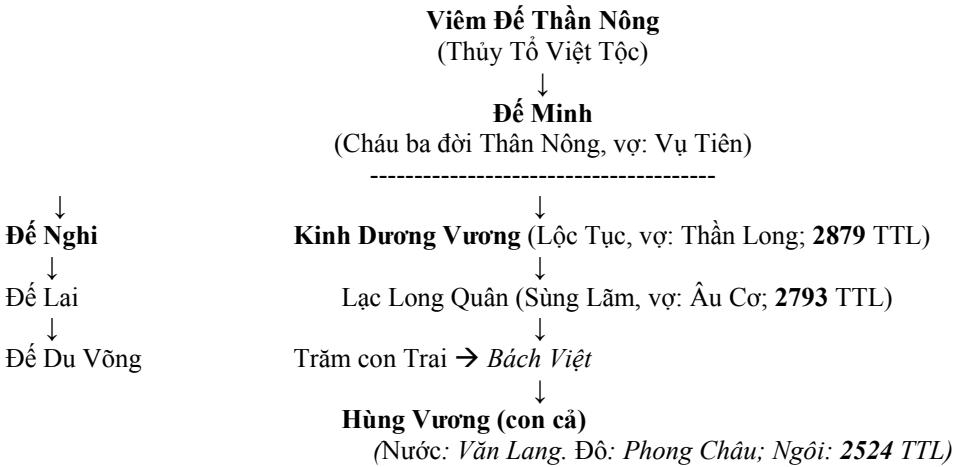 Viêm Đế Thần Nông
(Thủy Tổ Việt Tộc)
↓
Đế Minh
(Cháu ba đời Thân Nông, vợ: Vụ Tiên)
---------------------------------------
↓ ↓
Đế Nghi Kinh Dương Vương (Lộc Tục, vợ: Thần Long; 2879 TTL)
↓ ↓
Đế Lai Lạc Long Quân (Sùng Lãm, vợ: Âu Cơ; 2793 TTL)
↓ ↓
Đế Du Võng Trăm con Trai → Bách Việt
↓
Hùng Vương (con cả)
(Nước: Văn Lang. Đô: Phong Châu; Ngôi: 2524 TTL)